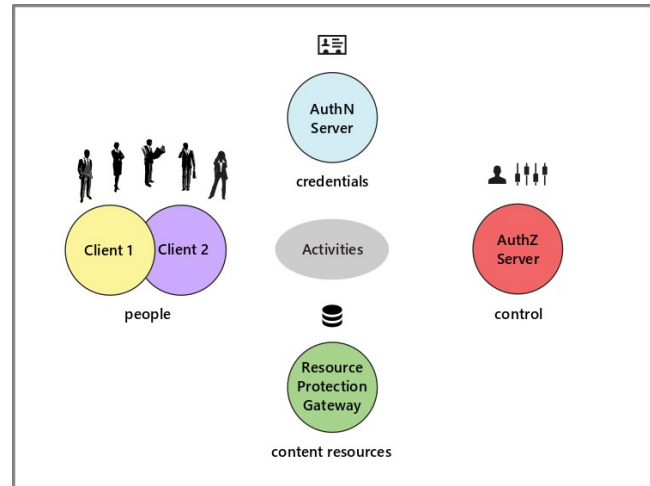 AuthN
Server
credentials
Client 1
Client 2
people
Activities
AuthZ
Server
control
Resource
Protection
Gateway
content resources